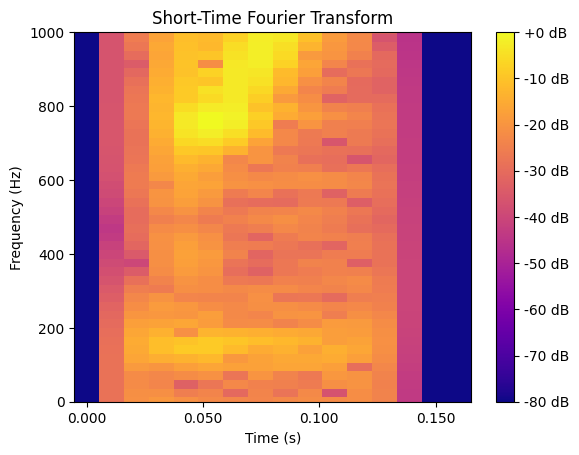 Short-Time Fourier Transform
1000
800
600
400
200
0
Frequency (Hz)
0.000
0.050
0.100
0.150
Time (s)
+0 dB
-10 dB
-20 dB
-30 dB
-40 dB
-50 dB
-60 dB
-70 dB
-80 dB